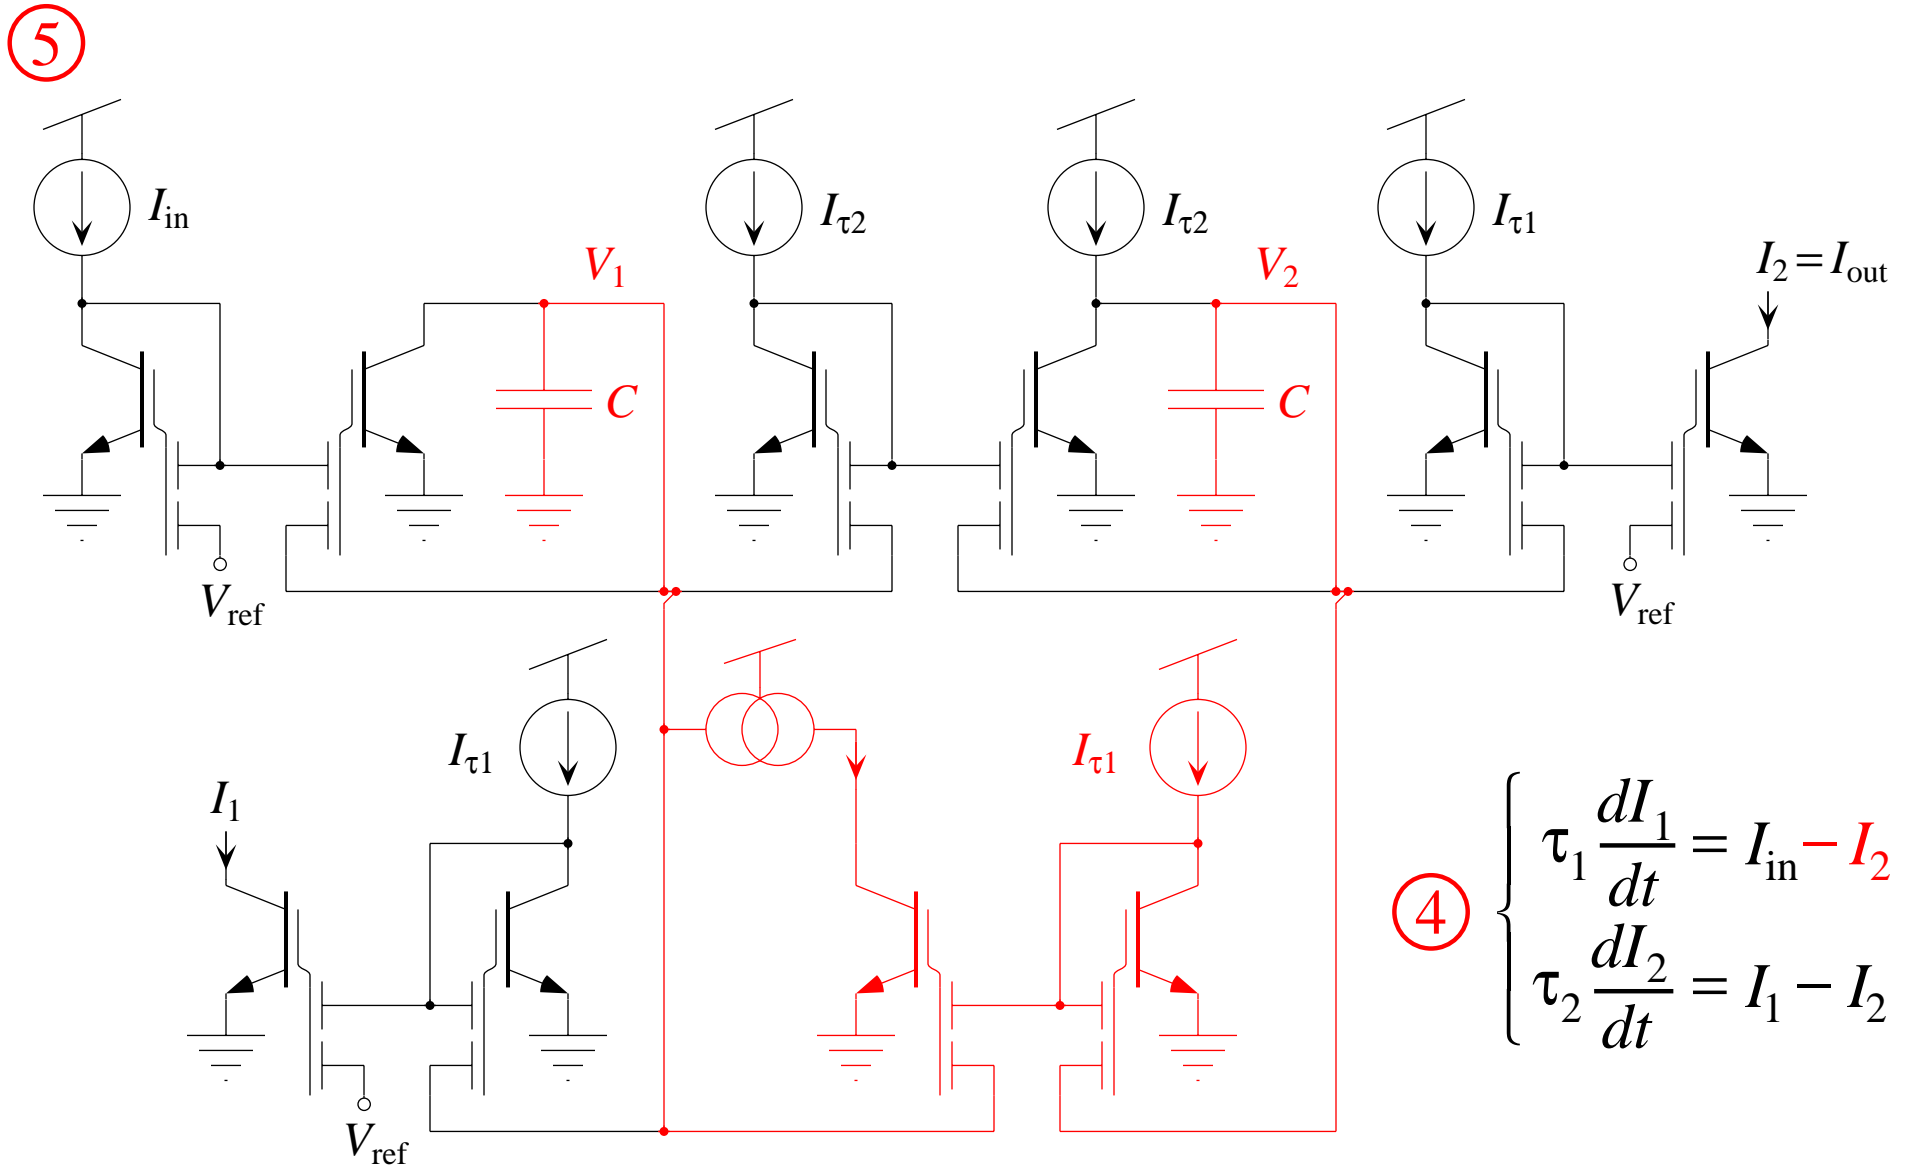 5
I_in
I_τ2
I_τ2
I_τ1
V_1
V_2
I_2 = I_out
C
C
V_ref
V_ref
I_τ1
I_τ1
I_1
τ_1 dI_1/dt = I_in − I_2
4
τ_2 dI_2/dt = I_1 − I_2
V_ref